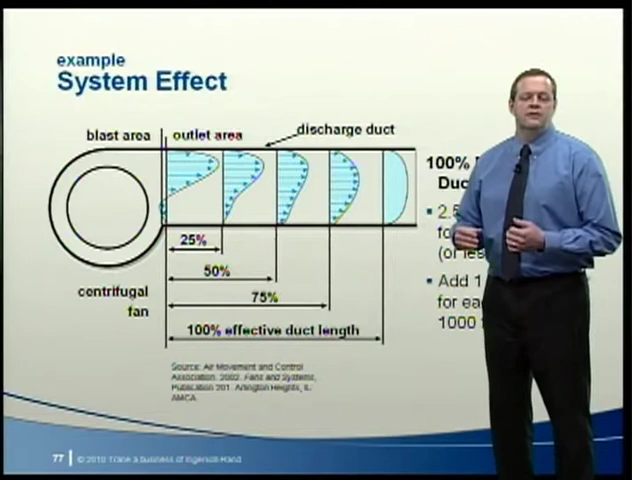 example
System Effect
blast area
outlet area
discharge duct
25%
50%
75%
100% effective duct length
centrifugal
fan
100%
Duc
2.5
fo
(or le
Add 1
for ea
1000
Source: Air Movement and Control
Association. 2002. Fans and Systems,
Publication 201. Arlington Heights, IL:
AMCA.
77
© 2010 Trane a business of Ingersoll-Rand